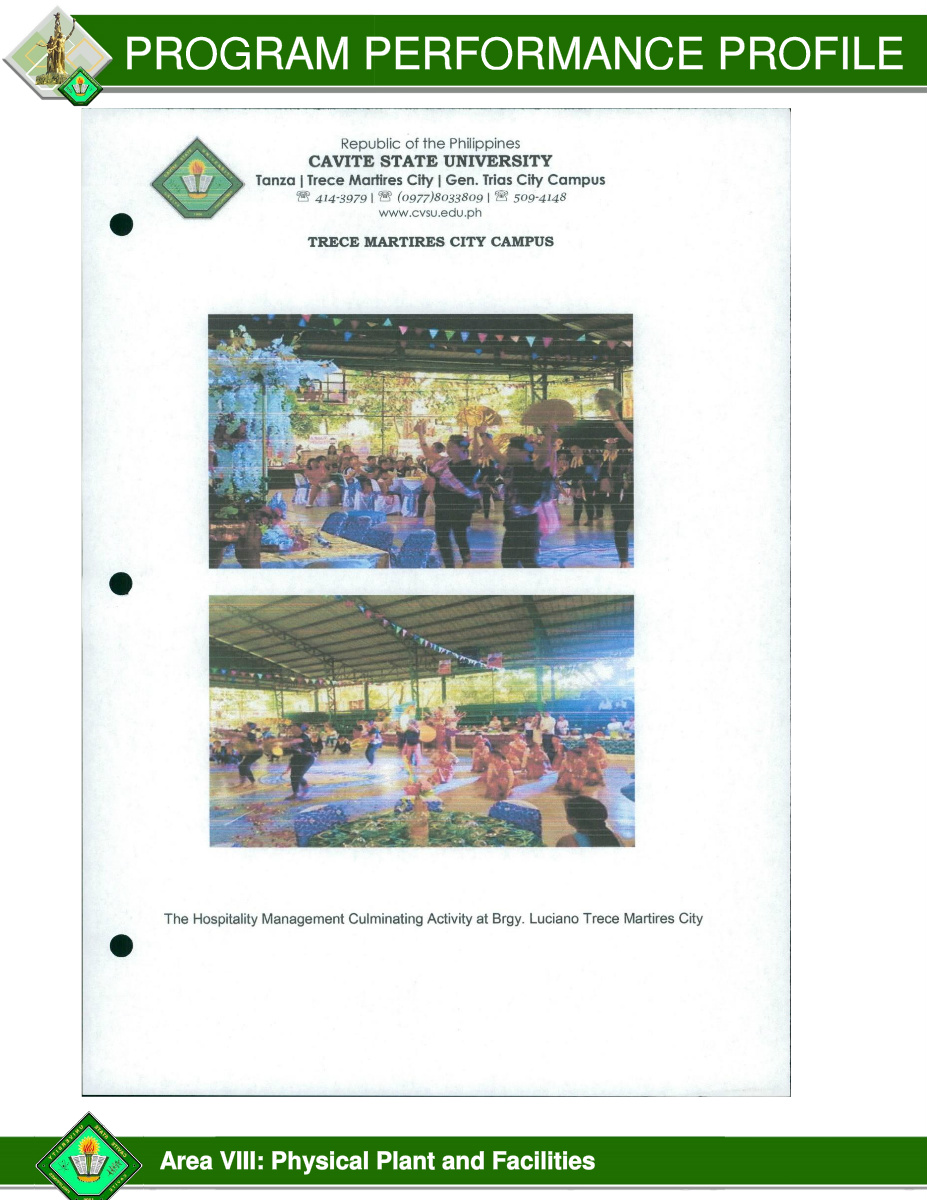 PROGRAM PERFORMANCE PROFILE
Republic of the Philippines
CAVITE STATE UNIVERSITY
Tanza | Trece Martires City | Gen. Trias City Campus
☏ 414-3979 | ☏ (0977)8033809 | ☏ 509-4148
www.cvsu.edu.ph
TRECE MARTIRES CITY CAMPUS
The Hospitality Management Culminating Activity at Brgy. Luciano Trece Martires City
Area VIII: Physical Plant and Facilities